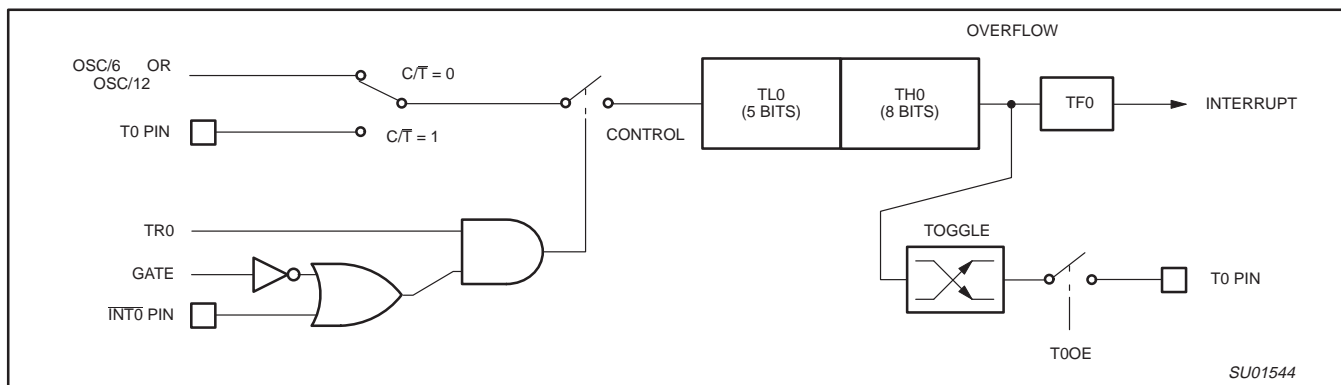 OVERFLOW
OSC/6 OR
OSC/12
C/T̅ = 0
TL0
(5 BITS)
TH0
(8 BITS)
TF0
INTERRUPT
T0 PIN
C/T̅ = 1
CONTROL
TR0
TOGGLE
GATE
T0 PIN
I̅N̅T̅0̅ PIN
T0OE
SU01544